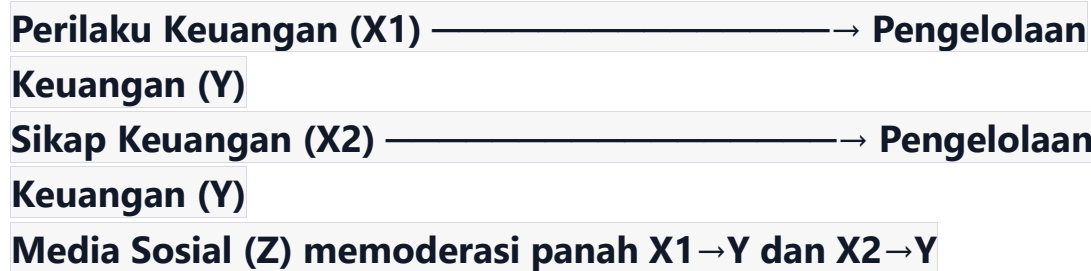 Perilaku Keuangan (X1) ———————————→ Pengelolaan
Keuangan (Y)
Sikap Keuangan (X2) ————————————→ Pengelolaan
Keuangan (Y)
Media Sosial (Z) memoderasi panah X1→Y dan X2→Y